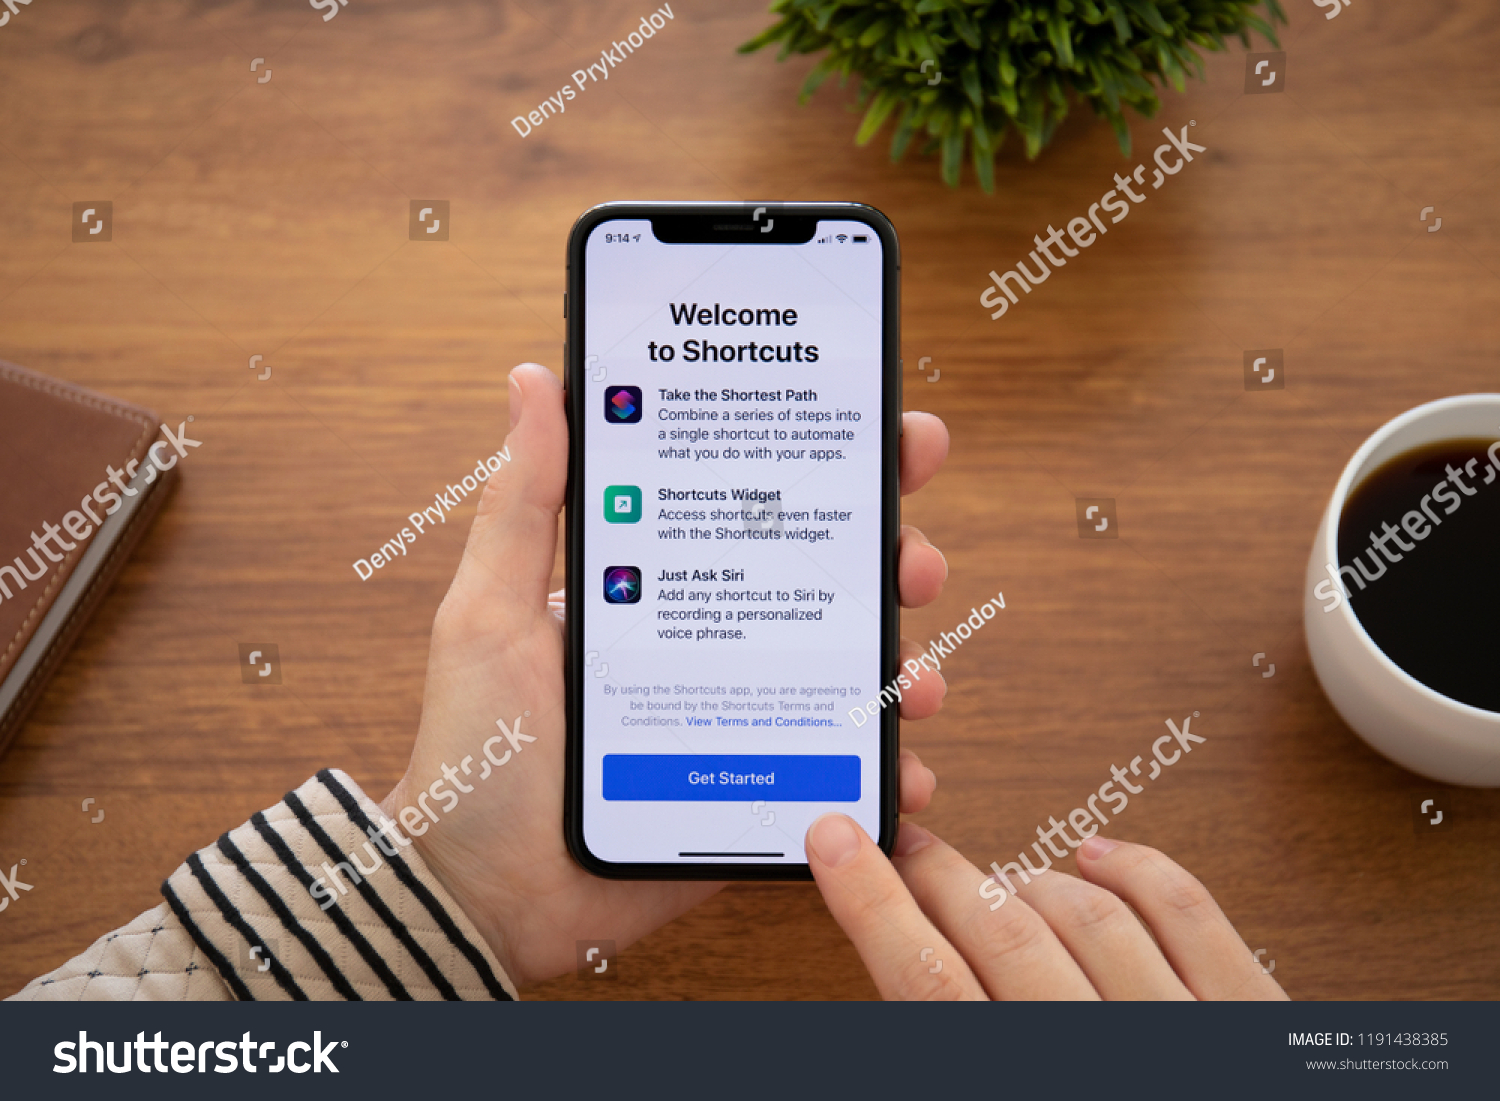 Denys Prykhodov
shutterstock
9:14
Welcome
to Shortcuts
Take the Shortest Path
Combine a series of steps into
a single shortcut to automate
what you do with your apps.
Shortcuts Widget
Access shortcuts even faster
with the Shortcuts widget.
Just Ask Siri
Add any shortcut to Siri by
recording a personalized
voice phrase.
By using the Shortcuts app, you are agreeing to
be bound by the Shortcuts Terms and
Conditions. View Terms and Conditions...
Get Started
shutterstock
Denys Prykhodov
shutterstock
Denys Prykhodov
shutterstock
shutterstock
shutterstock
IMAGE ID: 1191438385
www.shutterstock.com